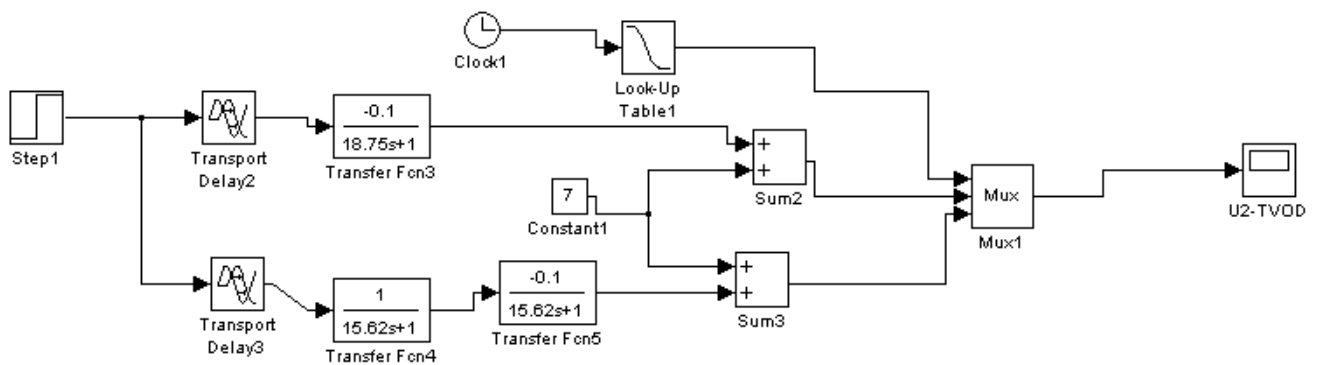 Clock1
Look-Up
Table1
Step1
Transport
Delay2
-0.1
18.75s+1
Transfer Fcn3
+
+
Sum2
7
Constant1
Mux
Mux1
U2-TVOD
Transport
Delay3
1
15.62s+1
Transfer Fcn4
-0.1
15.62s+1
Transfer Fcn5
+
+
Sum3